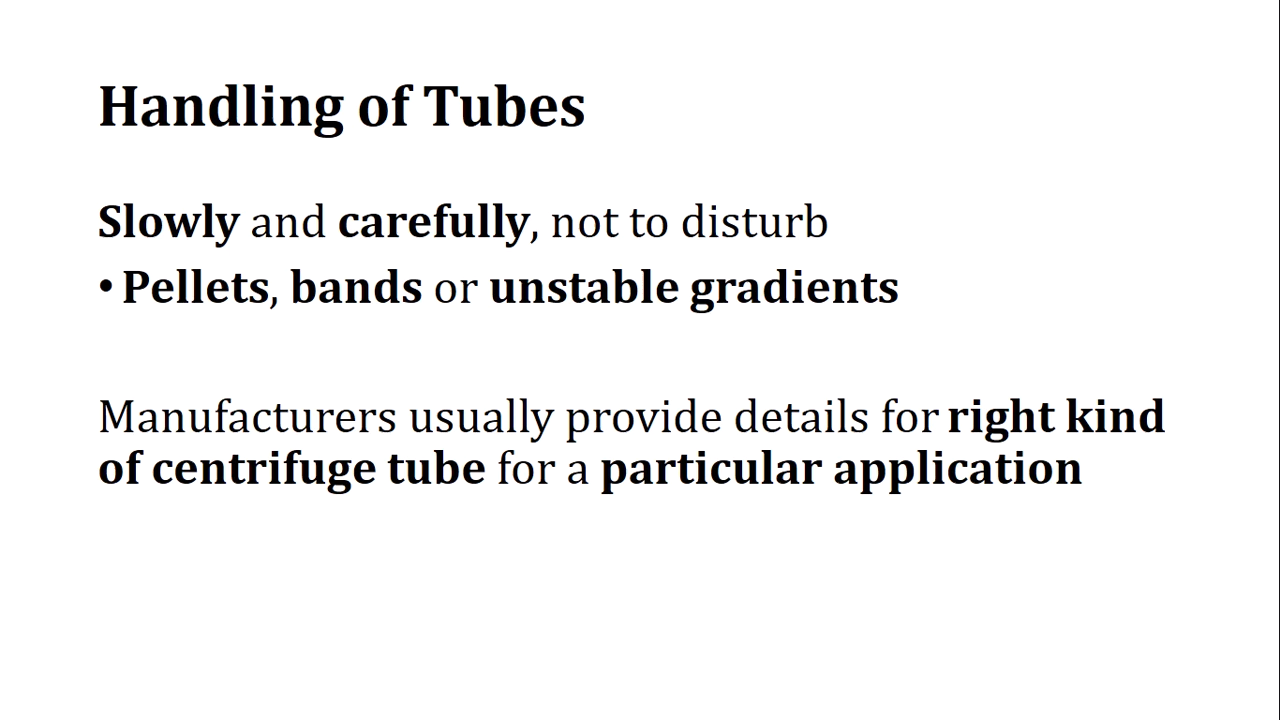 Handling of Tubes
Slowly and carefully, not to disturb
• Pellets, bands or unstable gradients
Manufacturers usually provide details for right kind
of centrifuge tube for a particular application